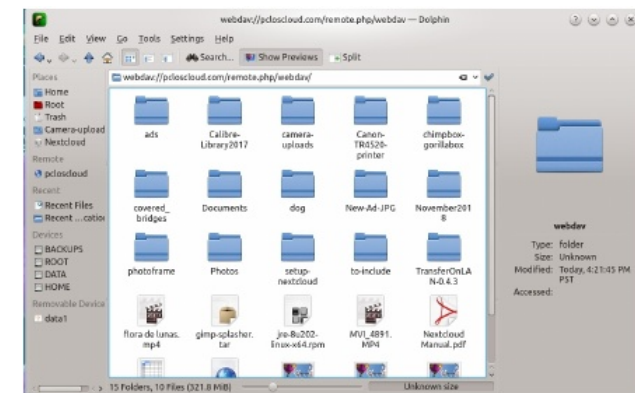 webdav://pcloscloud.com/remote.php/webdav — Dolphin
File Edit View Go Tools Settings Help
Search... Show Previews Split
Places
Home
Root
Trash
Camera-upload
Nextcloud
Remote
pcloscloud
Recent
Recent Files
Recent ...cation
Devices
BACKUPS
ROOT
DATA
HOME
Removable Device
data1
webdav://pcloscloud.com/remote.php/webdav/
ads
Calibre-
Library2017
camera-
uploads
Canon-
TR4520-
printer
chimpbox-
gorillabox
covered_
bridges
Documents
dog
New-Ad-JPG
November201
8
photoframe
Photos
setup-
nextcloud
to-include
TransferOnLA
N-0.4.3
flora de lunas.
mp4
gimp-splasher.
tar
jre-8u202-
linux-x64.rpm
MVI_4891.
MP4
Nextcloud
Manual.pdf
15 Folders, 10 Files (321.8 MiB)
Unknown size
webdav
Type: folder
Size: Unknown
Modified: Today, 4:21:45 PM
PST
Accessed: